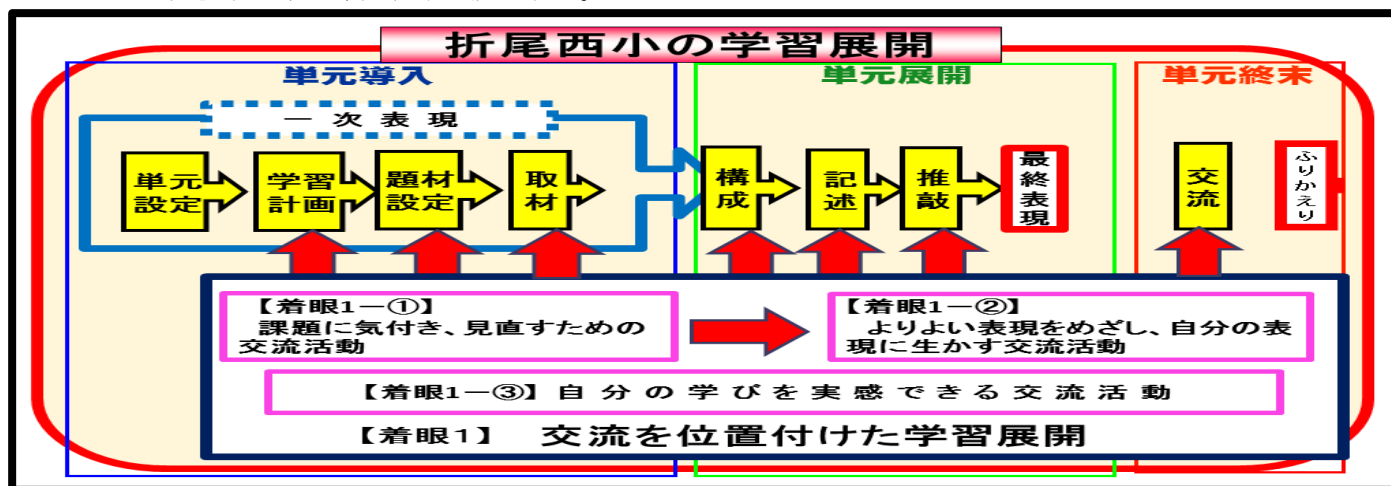 折尾西小の学習展開
単元導入
単元展開
単元終末
一次表現
単元
設定
学習
計画
題材
設定
取
材
構
成
記
述
推
敲
最終表現
交
流
ふりかえり
【着眼1ー①】
課題に気付き、見直すための
交流活動
【着眼1ー②】
よりよい表現をめざし、自分の表
現に生かす交流活動
【着眼1ー③】自分の学びを実感できる交流活動
【着眼1】 交流を位置付けた学習展開